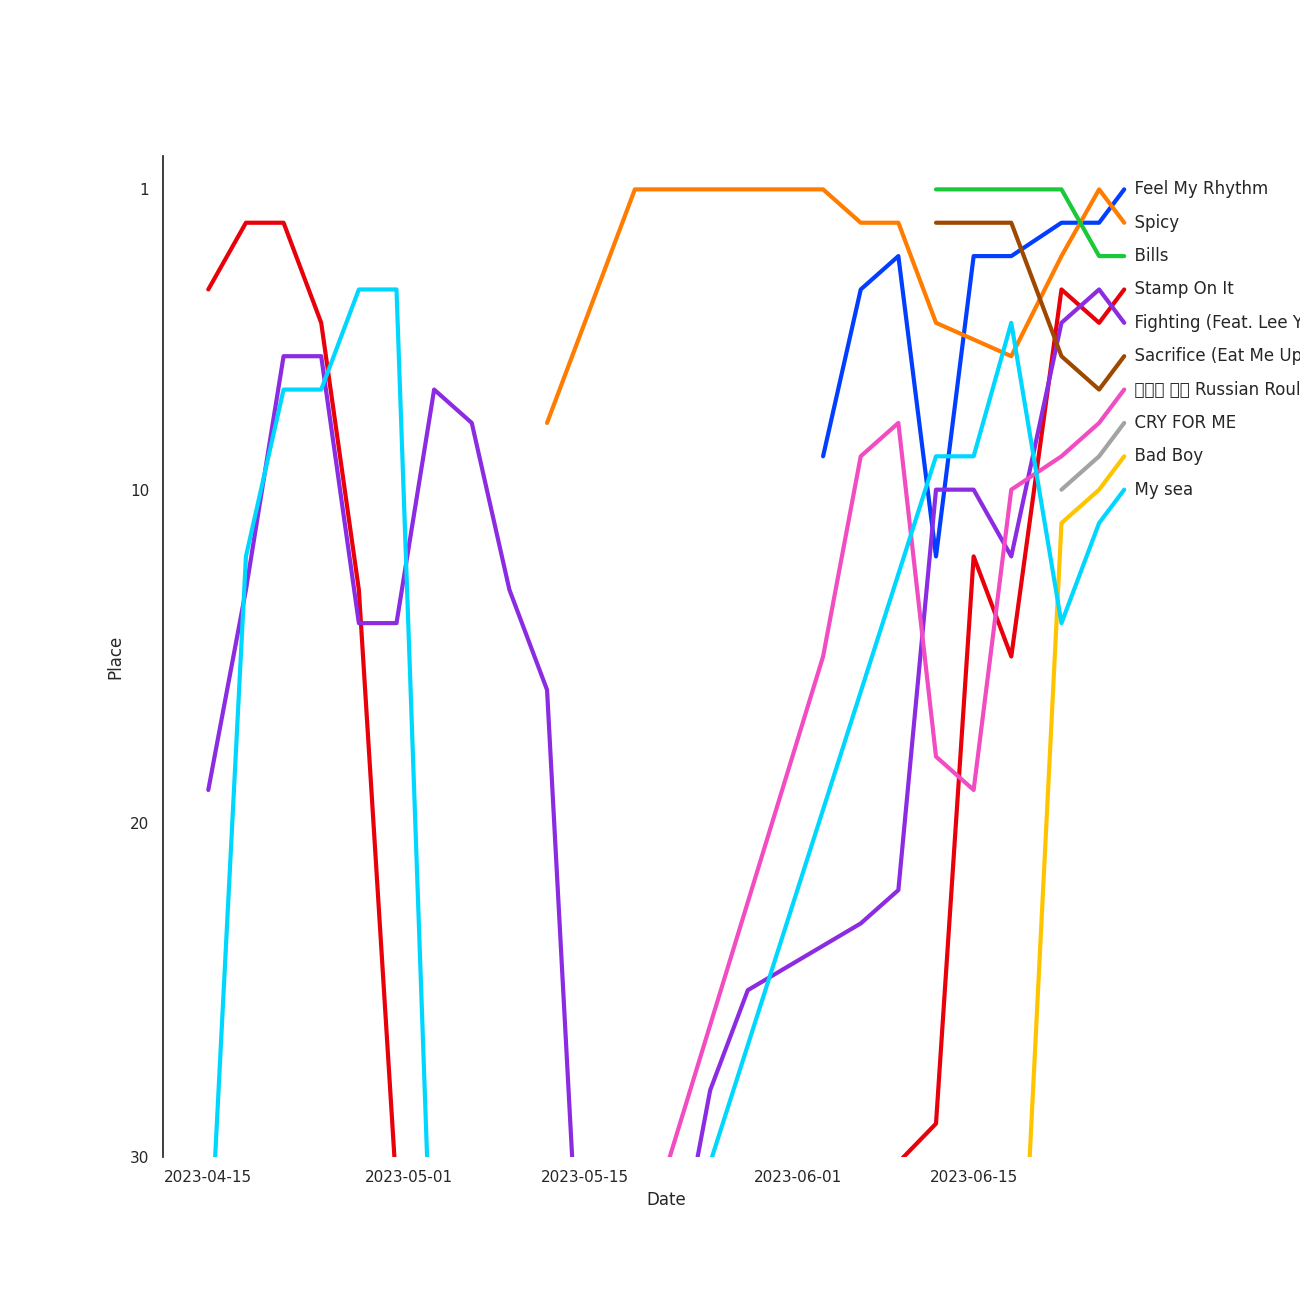 1
10
20
30
Place
2023-04-15
2023-05-01
2023-05-15
2023-06-01
2023-06-15
Date
Feel My Rhythm
Spicy
Bills
Stamp On It
Fighting (Feat. Lee Y
Sacrifice (Eat Me Up
Russian Roul
CRY FOR ME
Bad Boy
My sea